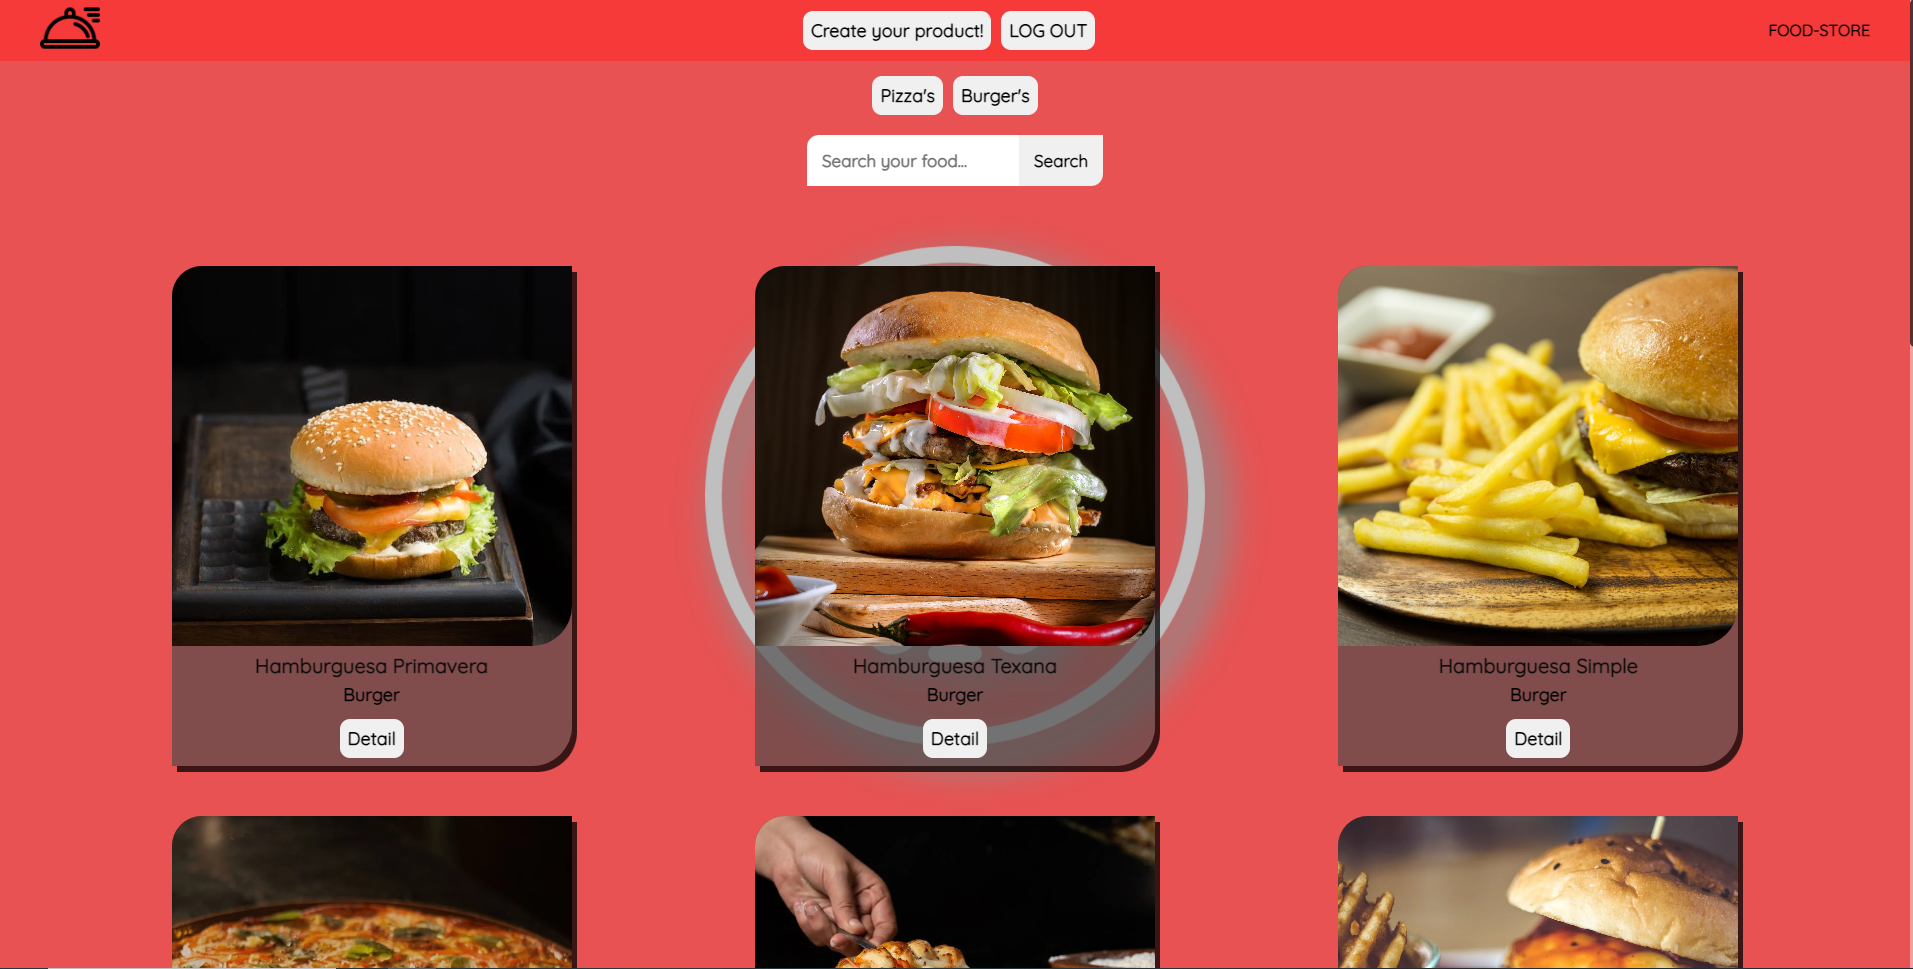 Create your product!
LOG OUT
FOOD-STORE
Pizza's
Burger's
Search your food...
Search
Hamburguesa Primavera
Burger
Detail
Hamburguesa Texana
Burger
Detail
Hamburguesa Simple
Burger
Detail